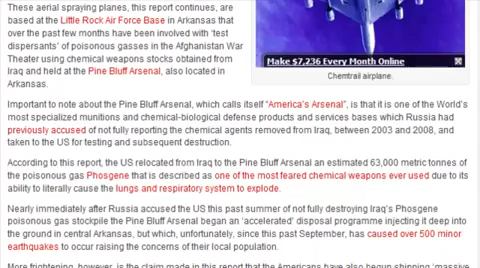 These aerial spraying planes, this report continues, are
based at the Little Rock Air Force Base in Arkansas that
over the past few months have been involved with 'test
dispersants' of poisonous gasses in the Afghanistan War
Theater using chemical weapons stocks obtained from
Iraq and held at the Pine Bluff Arsenal, also located in
Arkansas.
Make $7,236 Every Month Online
Chemtrail airplane.
Important to note about the Pine Bluff Arsenal, which calls itself “America's Arsenal”, is that it is one of the World's
most specialized munitions and chemical-biological defense products and services bases which Russia had
previously accused of not fully reporting the chemical agents removed from Iraq, between 2003 and 2008, and
taken to the US for testing and subsequent destruction.
According to this report, the US relocated from Iraq to the Pine Bluff Arsenal an estimated 63,000 metric tonnes of
the poisonous gas Phosgene that is described as one of the most feared chemical weapons ever used due to its
ability to literally cause the lungs and respiratory system to explode.
Nearly immediately after Russia accused the US this past summer of not fully destroying Iraq's Phosgene
poisonous gas stockpile the Pine Bluff Arsenal began an 'accelerated' disposal programme injecting it deep into
the ground in central Arkansas, but which, unfortunately, since this past September, has caused over 500 minor
earthquakes to occur raising the concerns of their local population.
More frightening, however, is the claim made in this report that the Americans have also begun shipping 'massive